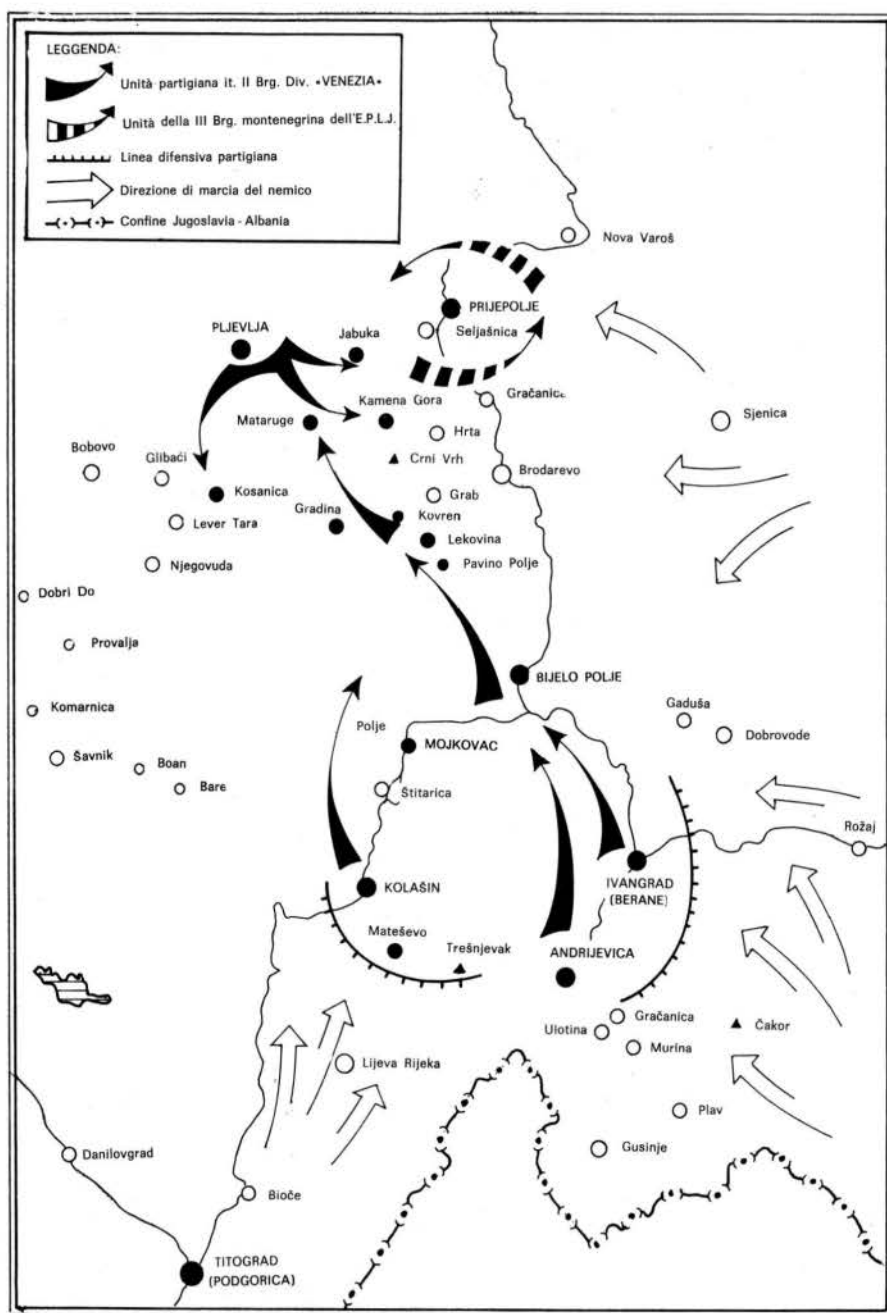 LEGGENDA:
Unità partigiana it. II Brg. Div. «VENEZIA»
Unità della III Brg. montenegrina dell'E.P.L.J.
Linea difensiva partigiana
Direzione di marcia del nemico
Confine Jugoslavia - Albania
Nova Varoš
PRIJEPOLJE
PLJEVLJA
Jabuka
Seljašnica
Kamena Gora
Gračanica
Mataruge
Hrta
Sjenica
Bobovo
Glibaći
Crni Vrh
Brodarevo
Kosanica
Grab
Gradina
Kovren
Lever Tara
Lekovina
Njegovuda
Pavino Polje
Dobri Do
Provalja
BIJELO POLJE
Gaduša
Komarnica
Polje
Dobrovode
MOJKOVAC
Šavnik
Boan
Bare
Štitarica
Rožaj
KOLAŠIN
IVANGRAD
(BERANE)
Mateševo
Trešnjevak
ANDRIJEVICA
Gračanica
Ulotina
Čakor
Murina
Lijeva Rijeka
Plav
Danilovgrad
Gusinje
Bioče
TITOGRAD
(PODGORICA)